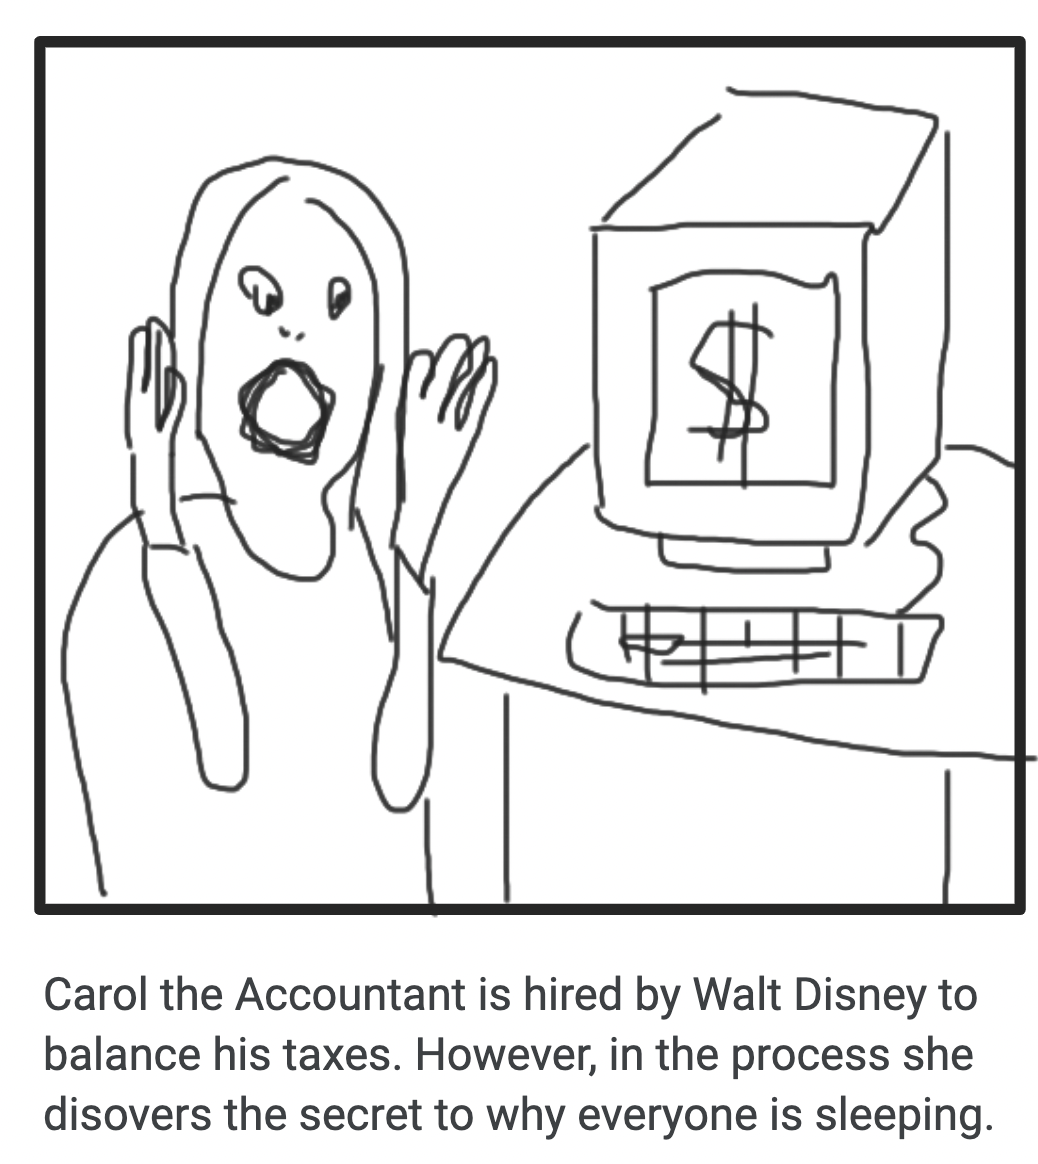 $
Carol the Accountant is hired by Walt Disney to
balance his taxes. However, in the process she
disovers the secret to why everyone is sleeping.